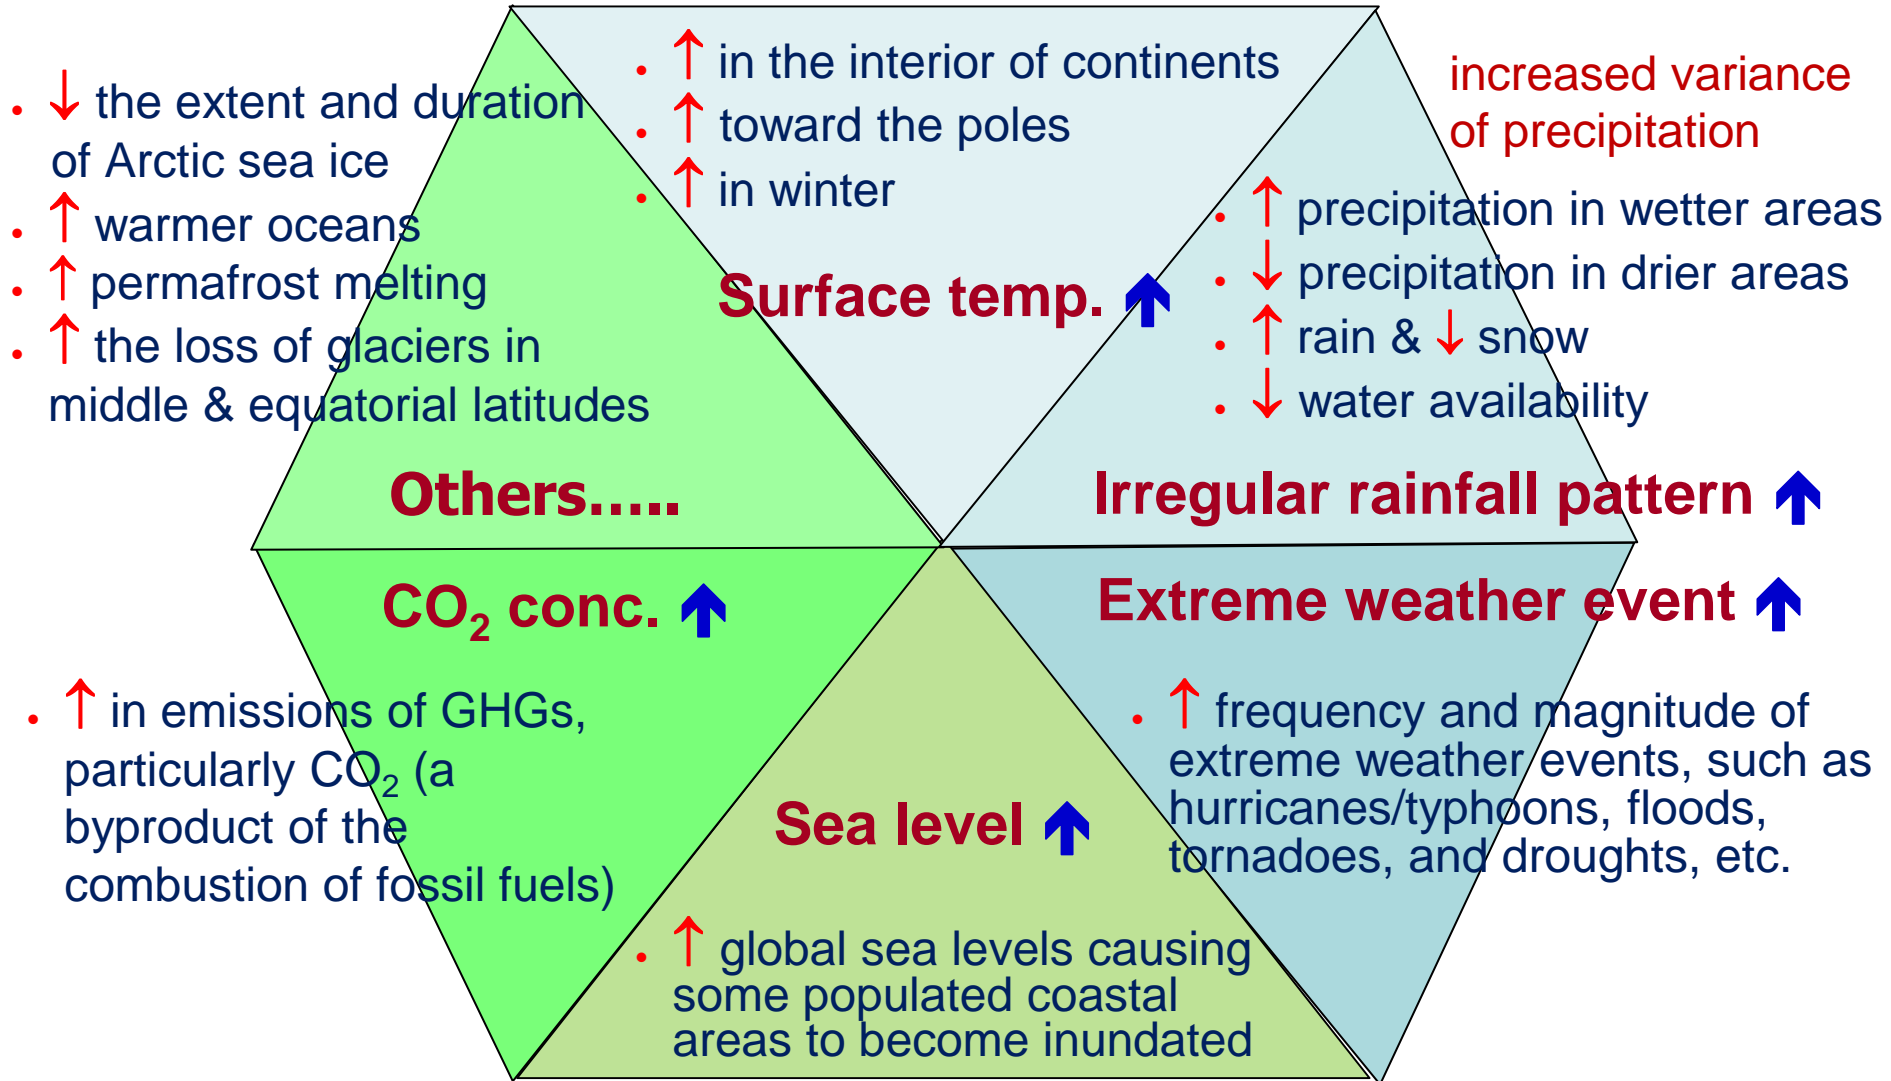 • ↑ in the interior of continents
• ↑ toward the poles
• ↑ in winter
Surface temp. ↑
increased variance
of precipitation
• ↑ precipitation in wetter areas
• ↓ precipitation in drier areas
• ↑ rain & ↓ snow
• ↓ water availability
Irregular rainfall pattern ↑
Extreme weather event ↑
• ↑ frequency and magnitude of
extreme weather events, such as
hurricanes/typhoons, floods,
tornadoes, and droughts, etc.
Sea level ↑
• ↑ global sea levels causing
some populated coastal
areas to become inundated
CO₂ conc. ↑
• ↑ in emissions of GHGs,
particularly CO₂ (a
byproduct of the
combustion of fossil fuels)
• ↓ the extent and duration
of Arctic sea ice
• ↑ warmer oceans
• ↑ permafrost melting
• ↑ the loss of glaciers in
middle & equatorial latitudes
Others.....